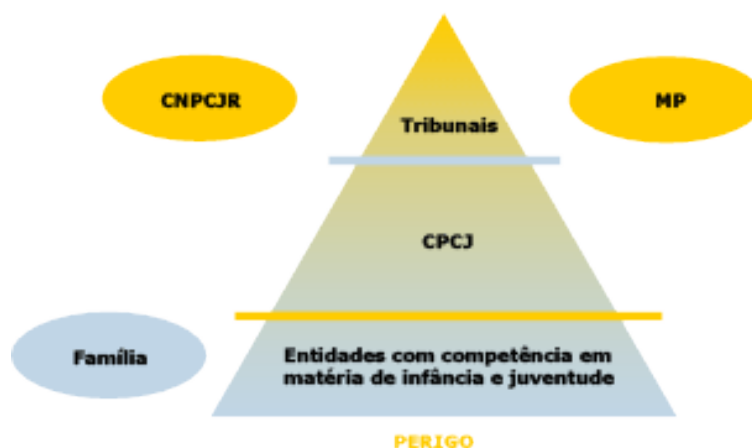 CNPCJR
MP
Tribunais
CPCJ
Família
Entidades com competência em
matéria de infância e juventude
PERIGO